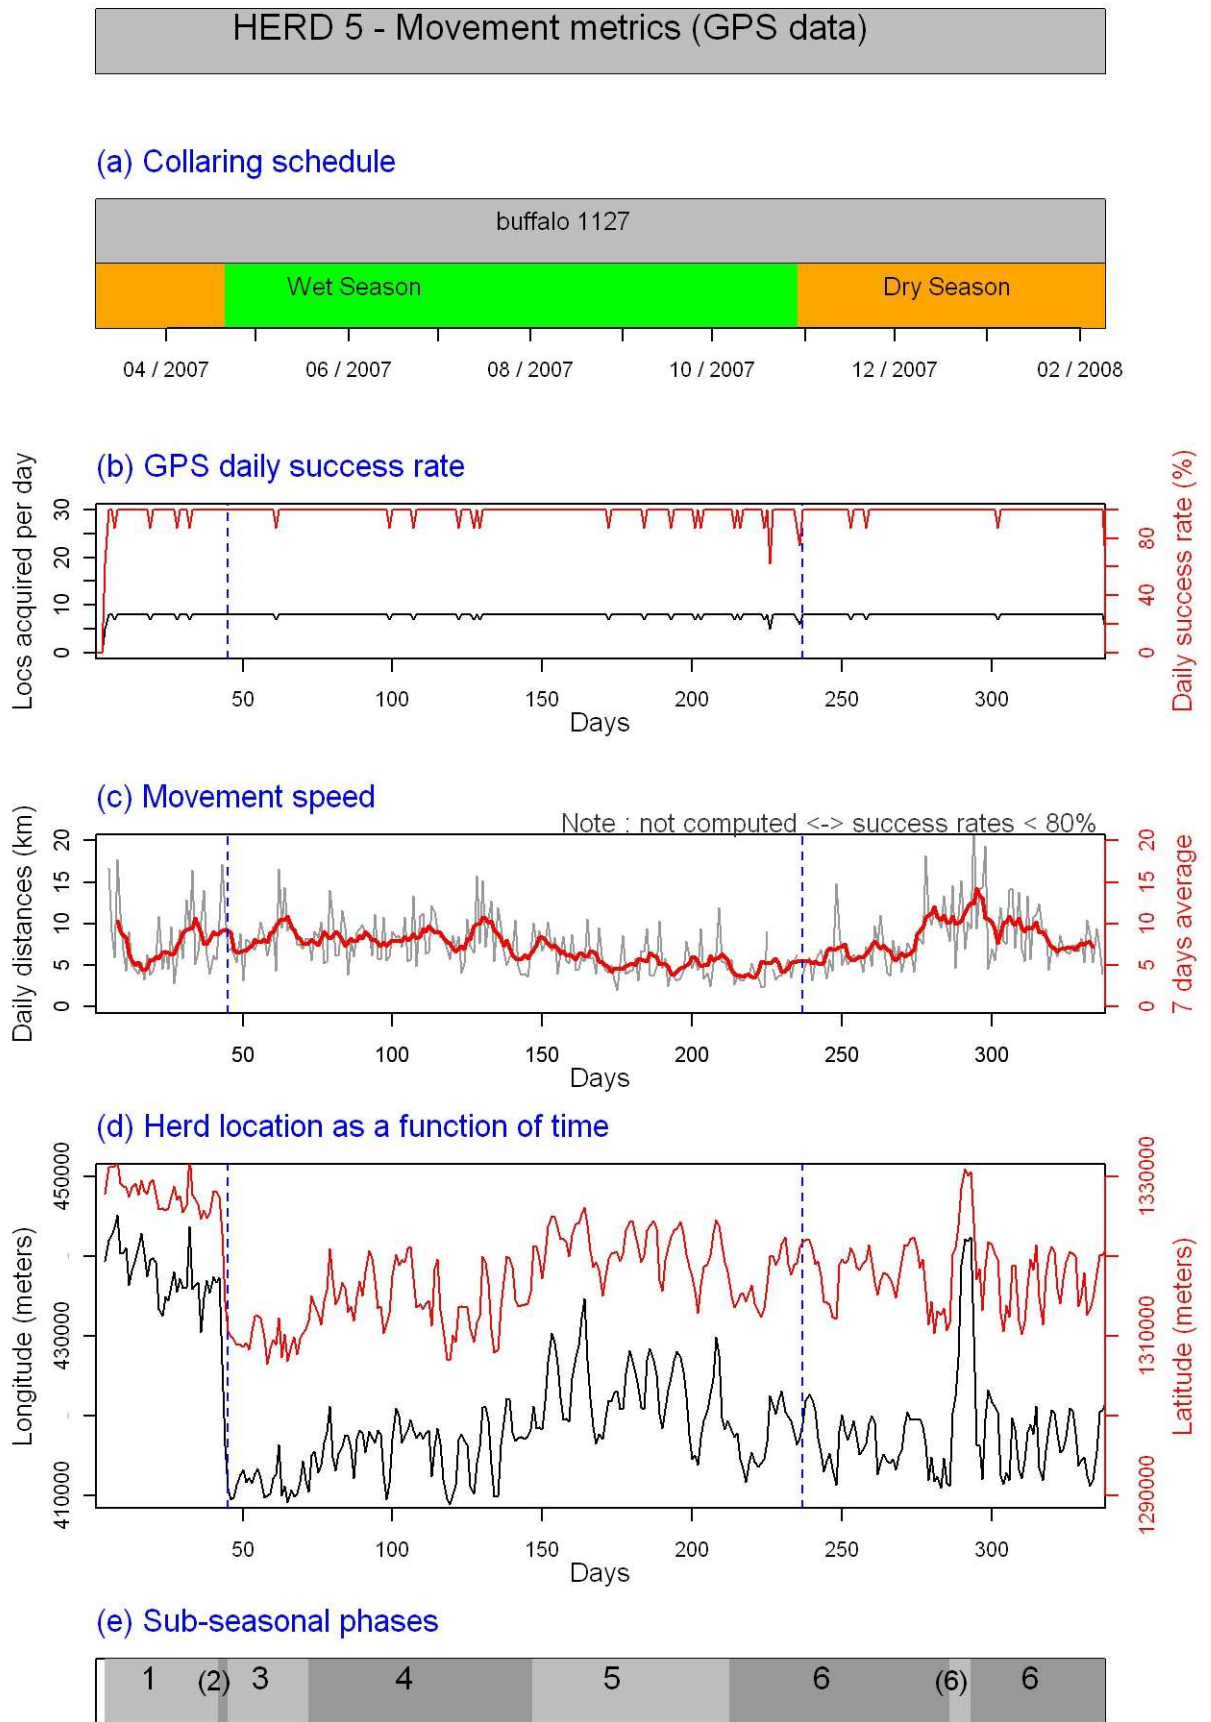 HERD 5 - Movement metrics (GPS data)
(a) Collaring schedule
buffalo 1127
Wet Season Dry Season
04 / 2007 06 / 2007 08 / 2007 10 / 2007 12 / 2007 02 / 2008
(b) GPS daily success rate
Locs acquired per day
0 10 20 30
Daily success rate (%)
0 40 80
50 100 150 200 250 300
Days
(c) Movement speed
Note : not computed <-> success rates < 80%
Daily distances (km)
0 5 10 15 20
7 days average
0 5 10 15 20
50 100 150 200 250 300
Days
(d) Herd location as a function of time
Longitude (meters)
410000 430000 450000
Latitude (meters)
1290000 1310000 1330000
50 100 150 200 250 300
Days
(e) Sub-seasonal phases
1 (2) 3 4 5 6 (6) 6